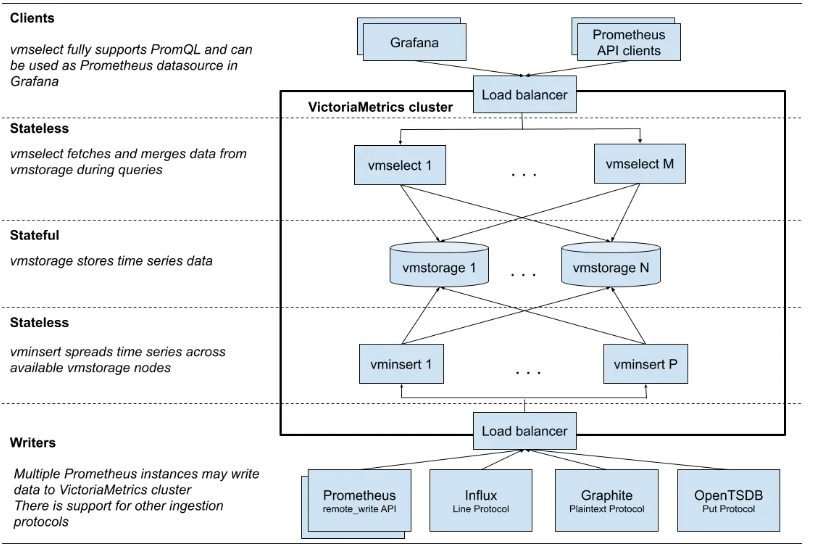 Clients
vmselect fully supports PromQL and can
be used as Prometheus datasource in
Grafana
Grafana
Prometheus
API clients
Load balancer
VictoriaMetrics cluster
Stateless
vmselect fetches and merges data from
vmstorage during queries
vmselect 1
. . .
vmselect M
Stateful
vmstorage stores time series data
vmstorage 1
. . .
vmstorage N
Stateless
vminsert spreads time series across
available vmstorage nodes
vminsert 1
. . .
vminsert P
Load balancer
Writers
Multiple Prometheus instances may write
data to VictoriaMetrics cluster
There is support for other ingestion
protocols
Prometheus
remote_write API
Influx
Line Protocol
Graphite
Plaintext Protocol
OpenTSDB
Put Protocol